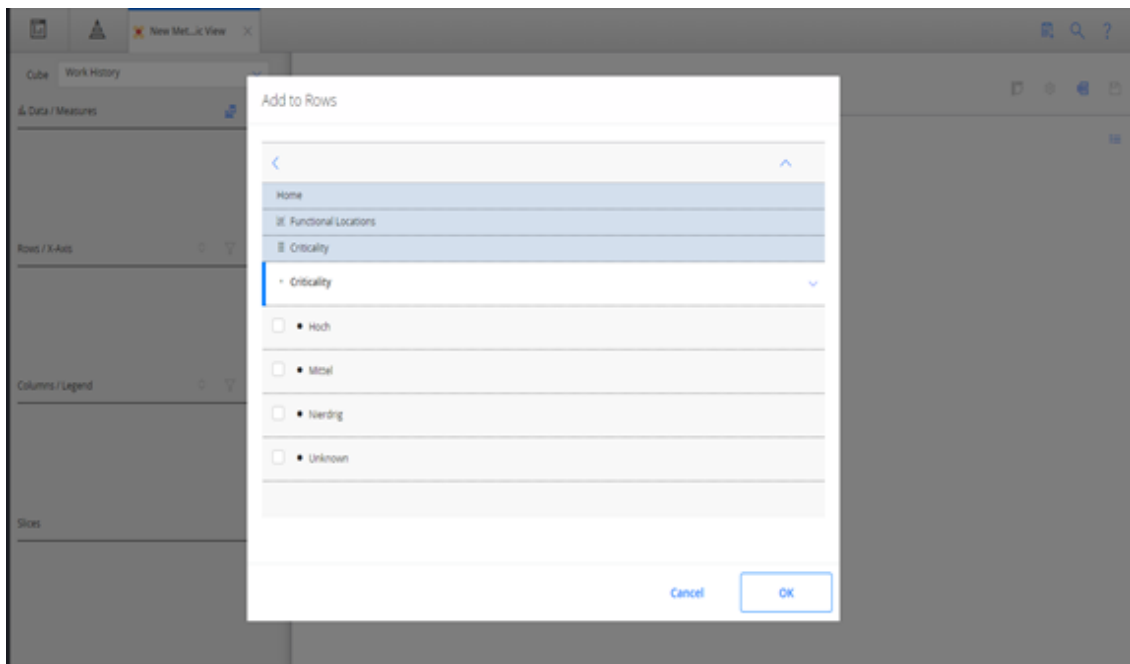 New Met...ic View
Cube
Work History
Data / Measures
Rows / X-Axis
Columns / Legend
Slices
Add to Rows
Home
Functional Locations
Criticality
Criticality
Hoch
Mittel
Nierdrig
Unknown
Cancel
OK